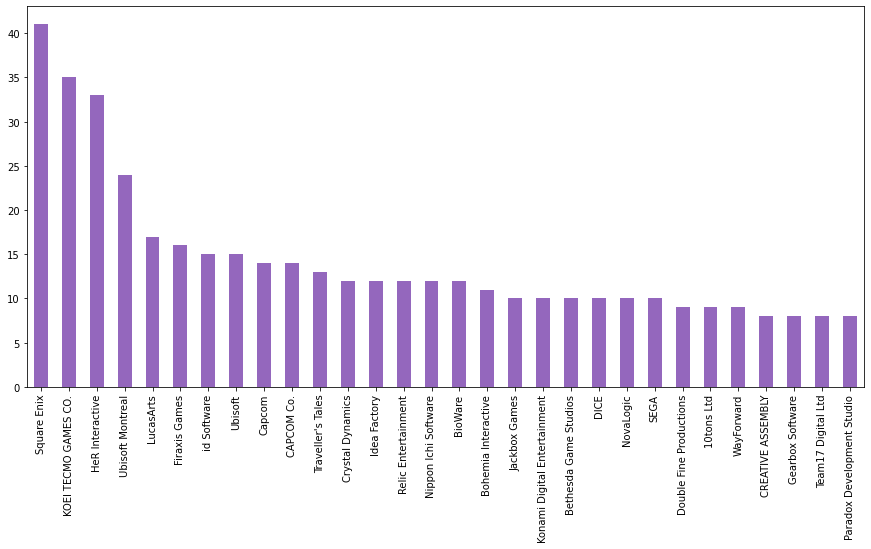 40
35
30
25
20
15
10
5
0
Square Enix
KOEI TECMO GAMES CO.
HeR Interactive
Ubisoft Montreal
LucasArts
Firaxis Games
id Software
Ubisoft
Capcom
CAPCOM Co.
Traveller's Tales
Crystal Dynamics
Idea Factory
Relic Entertainment
Nippon Ichi Software
BioWare
Bohemia Interactive
Jackbox Games
Konami Digital Entertainment
Bethesda Game Studios
DICE
NovaLogic
SEGA
Double Fine Productions
10tons Ltd
WayForward
CREATIVE ASSEMBLY
Gearbox Software
Team17 Digital Ltd
Paradox Development Studio